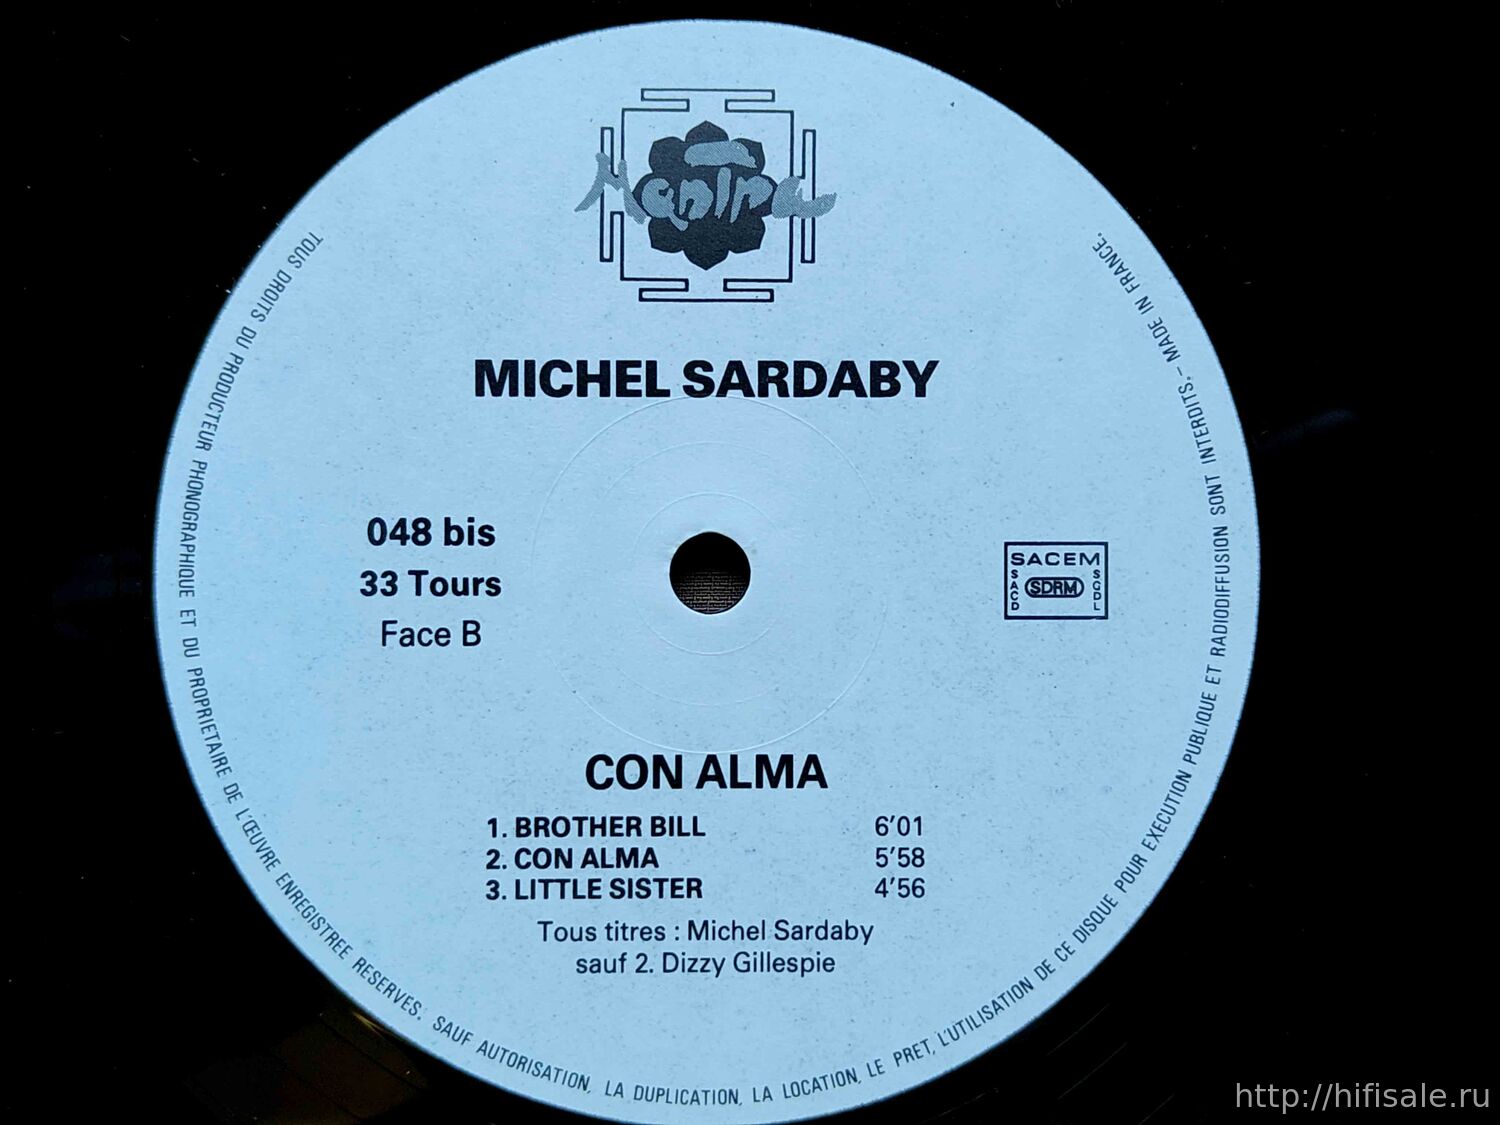 Mantra
MICHEL SARDABY
048 bis
33 Tours
Face B
SACEM
SACD
SDRM
SGDL
CON ALMA
1. BROTHER BILL 6'01
2. CON ALMA 5'58
3. LITTLE SISTER 4'56
Tous titres : Michel Sardaby
sauf 2. Dizzy Gillespie
TOUS DROITS DU PRODUCTEUR PHONOGRAPHIQUE ET DU PROPRIETAIRE DE L'ŒUVRE ENREGISTREE RESERVES. SAUF AUTORISATION, LA DUPLICATION, LA LOCATION, LE PRET, L'UTILISATION DE CE DISQUE POUR EXECUTION PUBLIQUE ET RADIODIFFUSION SONT INTERDITS. – MADE IN FRANCE.
http://hifisale.ru